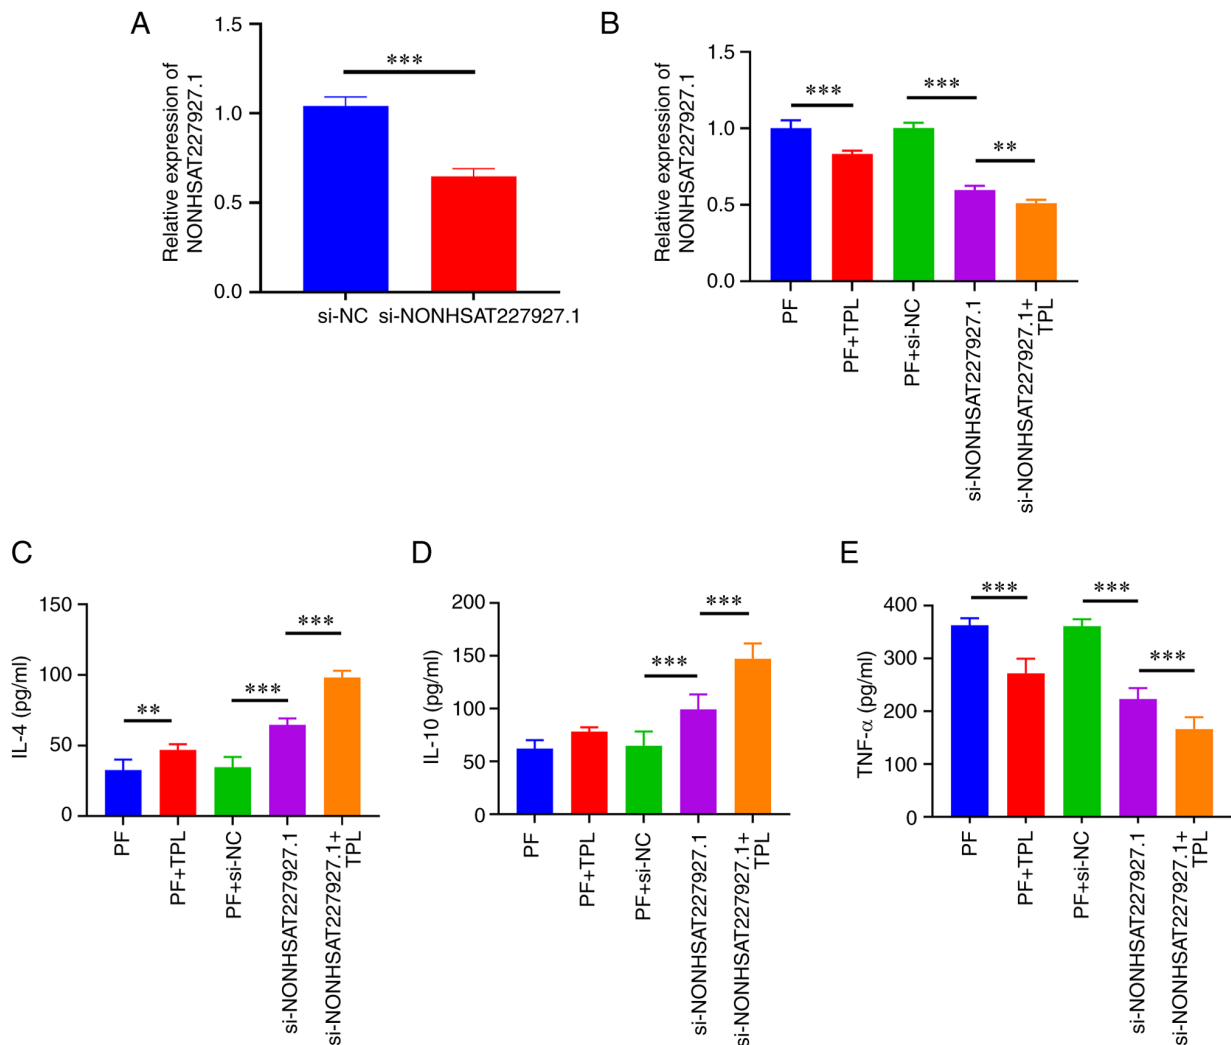 A
Relative expression of
NONHSAT227927.1
1.5
1.0
0.5
0.0
***
si-NC
si-NONHSAT227927.1
B
Relative expression of
NONHSAT227927.1
1.5
1.0
0.5
0.0
***
***
**
PF
PF+TPL
PF+si-NC
si-NONHSAT227927.1
si-NONHSAT227927.1+
TPL
C
IL-4 (pg/ml)
150
100
50
0
**
***
***
PF
PF+TPL
PF+si-NC
si-NONHSAT227927.1
si-NONHSAT227927.1+
TPL
D
IL-10 (pg/ml)
200
150
100
50
0
***
***
PF
PF+TPL
PF+si-NC
si-NONHSAT227927.1
si-NONHSAT227927.1+
TPL
E
TNF-α (pg/ml)
400
300
200
100
0
***
***
***
PF
PF+TPL
PF+si-NC
si-NONHSAT227927.1
si-NONHSAT227927.1+
TPL